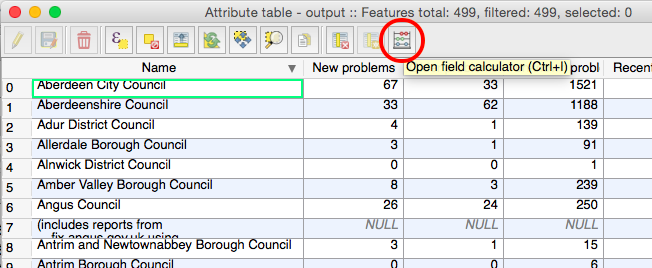 Attribute table - output :: Features total: 499, filtered: 499, selected: 0
Name New problems Open field calculator (Ctrl+I) probl Recent
0 Aberdeen City Council 67 33 1521
1 Aberdeenshire Council 33 62 1188
2 Adur District Council 4 1 139
3 Allerdale Borough Council 3 1 91
4 Alnwick District Council 0 0 1
5 Amber Valley Borough Council 8 3 239
6 Angus Council 26 24 250
7 (includes reports from NULL NULL NULL
fix.angus.gov.uk using
8 Antrim and Newtownabbey Borough Council 3 1 15
9 Antrim Borough Council 0 0 6